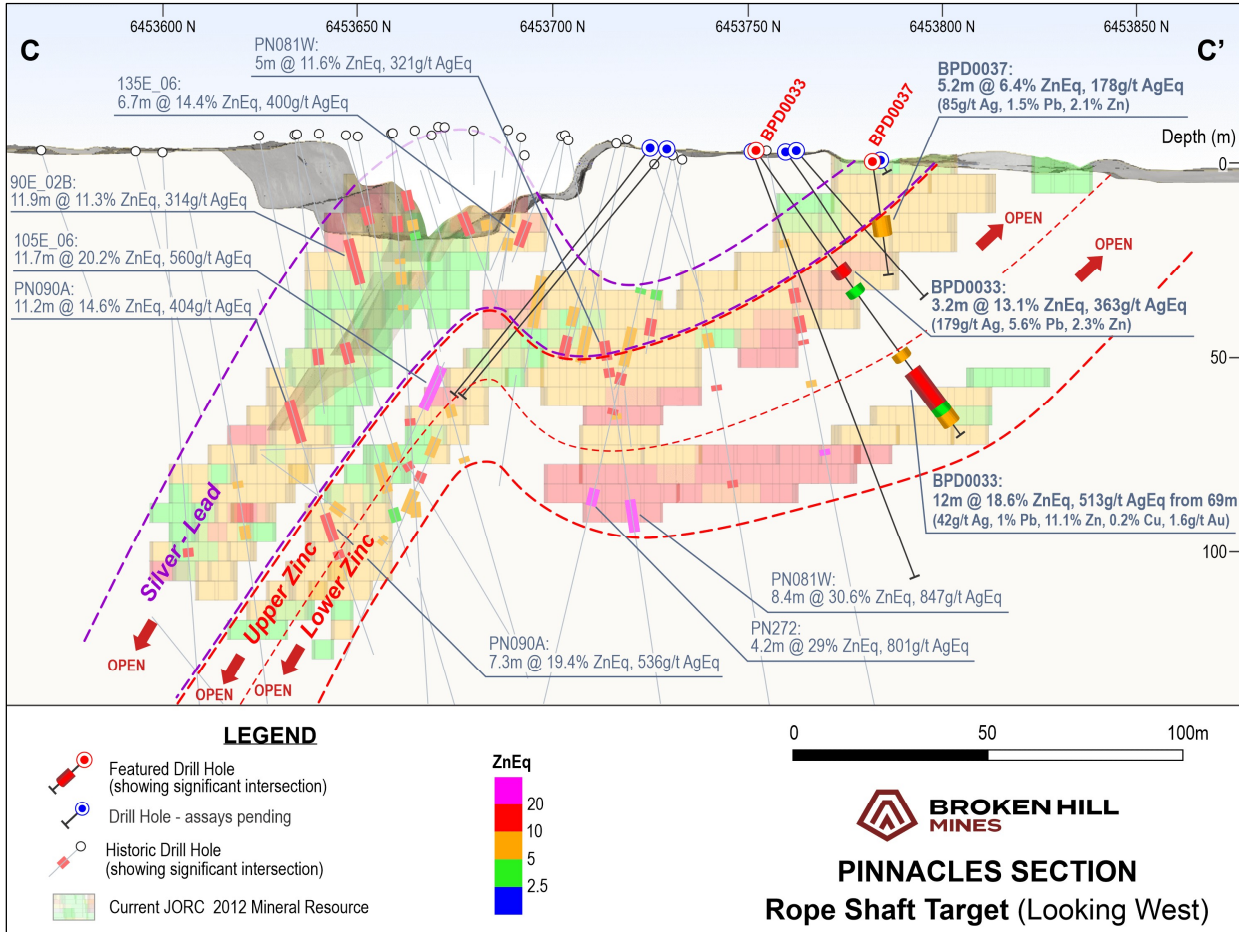 6453600 N
6453650 N
6453700 N
6453750 N
6453800 N
6453850 N
C
C'
PN081W:
5m @ 11.6% ZnEq, 321g/t AgEq
135E_06:
6.7m @ 14.4% ZnEq, 400g/t AgEq
BPD0033
BPD0037
BPD0037:
5.2m @ 6.4% ZnEq, 178g/t AgEq
(85g/t Ag, 1.5% Pb, 2.1% Zn)
Depth (m)
0
90E_02B:
11.9m @ 11.3% ZnEq, 314g/t AgEq
105E_06:
11.7m @ 20.2% ZnEq, 560g/t AgEq
PN090A:
11.2m @ 14.6% ZnEq, 404g/t AgEq
OPEN
OPEN
BPD0033:
3.2m @ 13.1% ZnEq, 363g/t AgEq
(179g/t Ag, 5.6% Pb, 2.3% Zn)
50
BPD0033:
12m @ 18.6% ZnEq, 513g/t AgEq from 69m
(42g/t Ag, 1% Pb, 11.1% Zn, 0.2% Cu, 1.6g/t Au)
100
Silver - Lead
Upper Zinc
Lower Zinc
PN081W:
8.4m @ 30.6% ZnEq, 847g/t AgEq
PN272:
4.2m @ 29% ZnEq, 801g/t AgEq
PN090A:
7.3m @ 19.4% ZnEq, 536g/t AgEq
OPEN
OPEN
OPEN
LEGEND
Featured Drill Hole
(showing significant intersection)
Drill Hole - assays pending
Historic Drill Hole
(showing significant intersection)
Current JORC 2012 Mineral Resource
ZnEq
20
10
5
2.5
0
50
100m
BROKEN HILL
MINES
PINNACLES SECTION
Rope Shaft Target (Looking West)